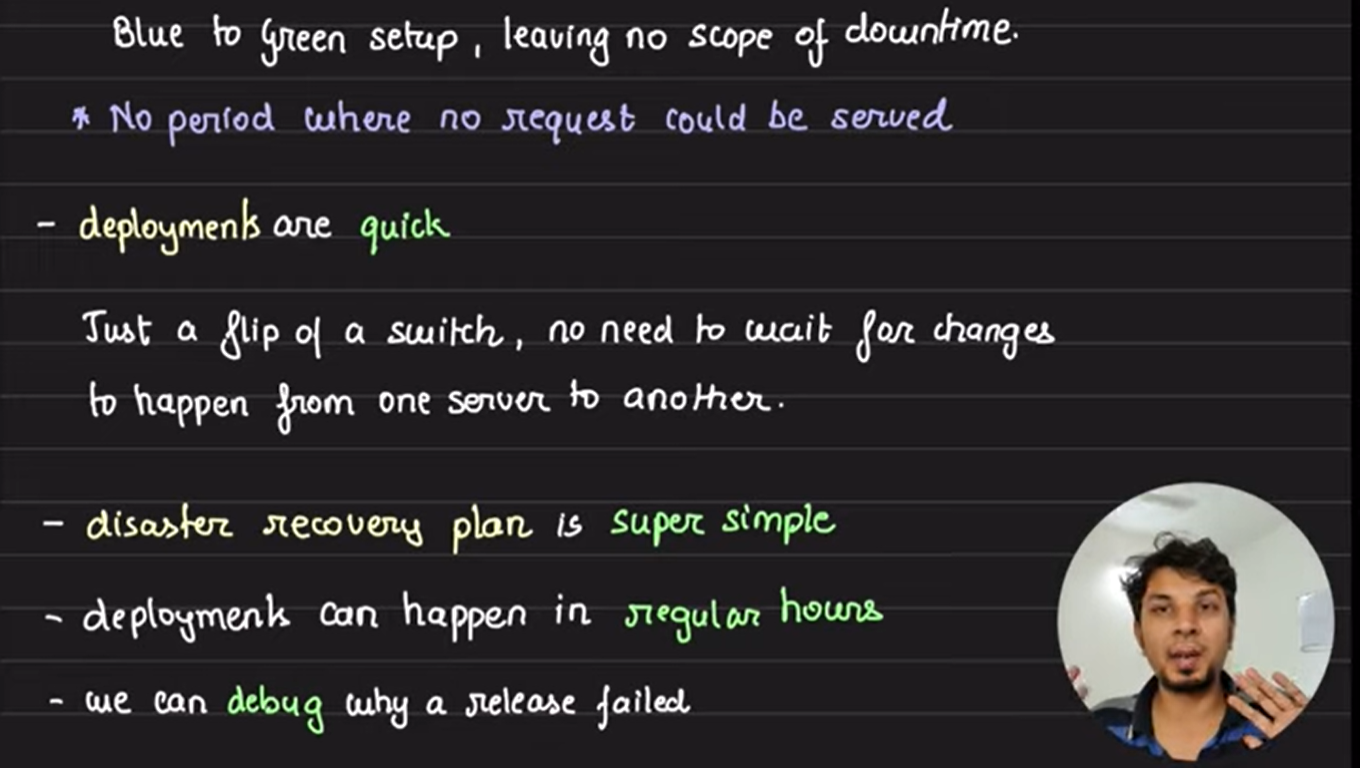 Blue to Green setup, leaving no scope of downtime.
* No period where no request could be served
- deployments are quick
Just a flip of a switch, no need to wait for changes
to happen from one server to another.
- disaster recovery plan is super simple
- deployments can happen in regular hours
- we can debug why a release failed